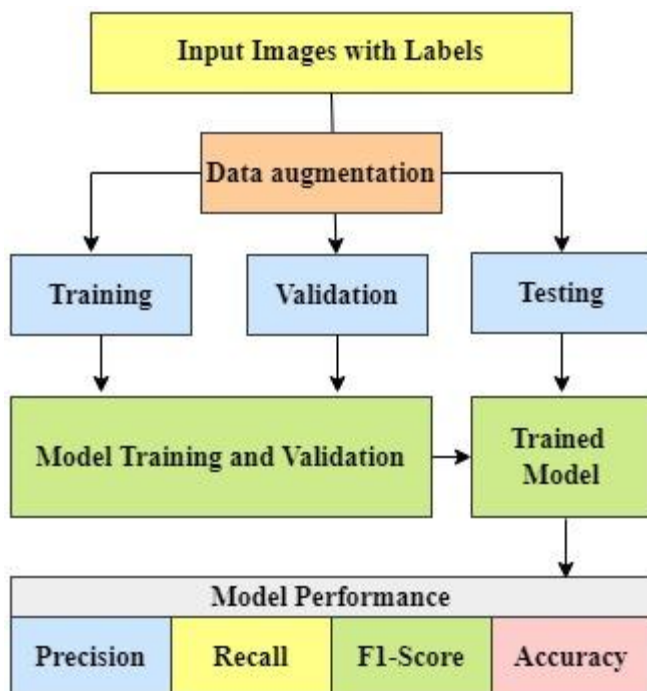 Input Images with Labels
Data augmentation
Training
Validation
Testing
Model Training and Validation
Trained
Model
Model Performance
Precision
Recall
F1-Score
Accuracy